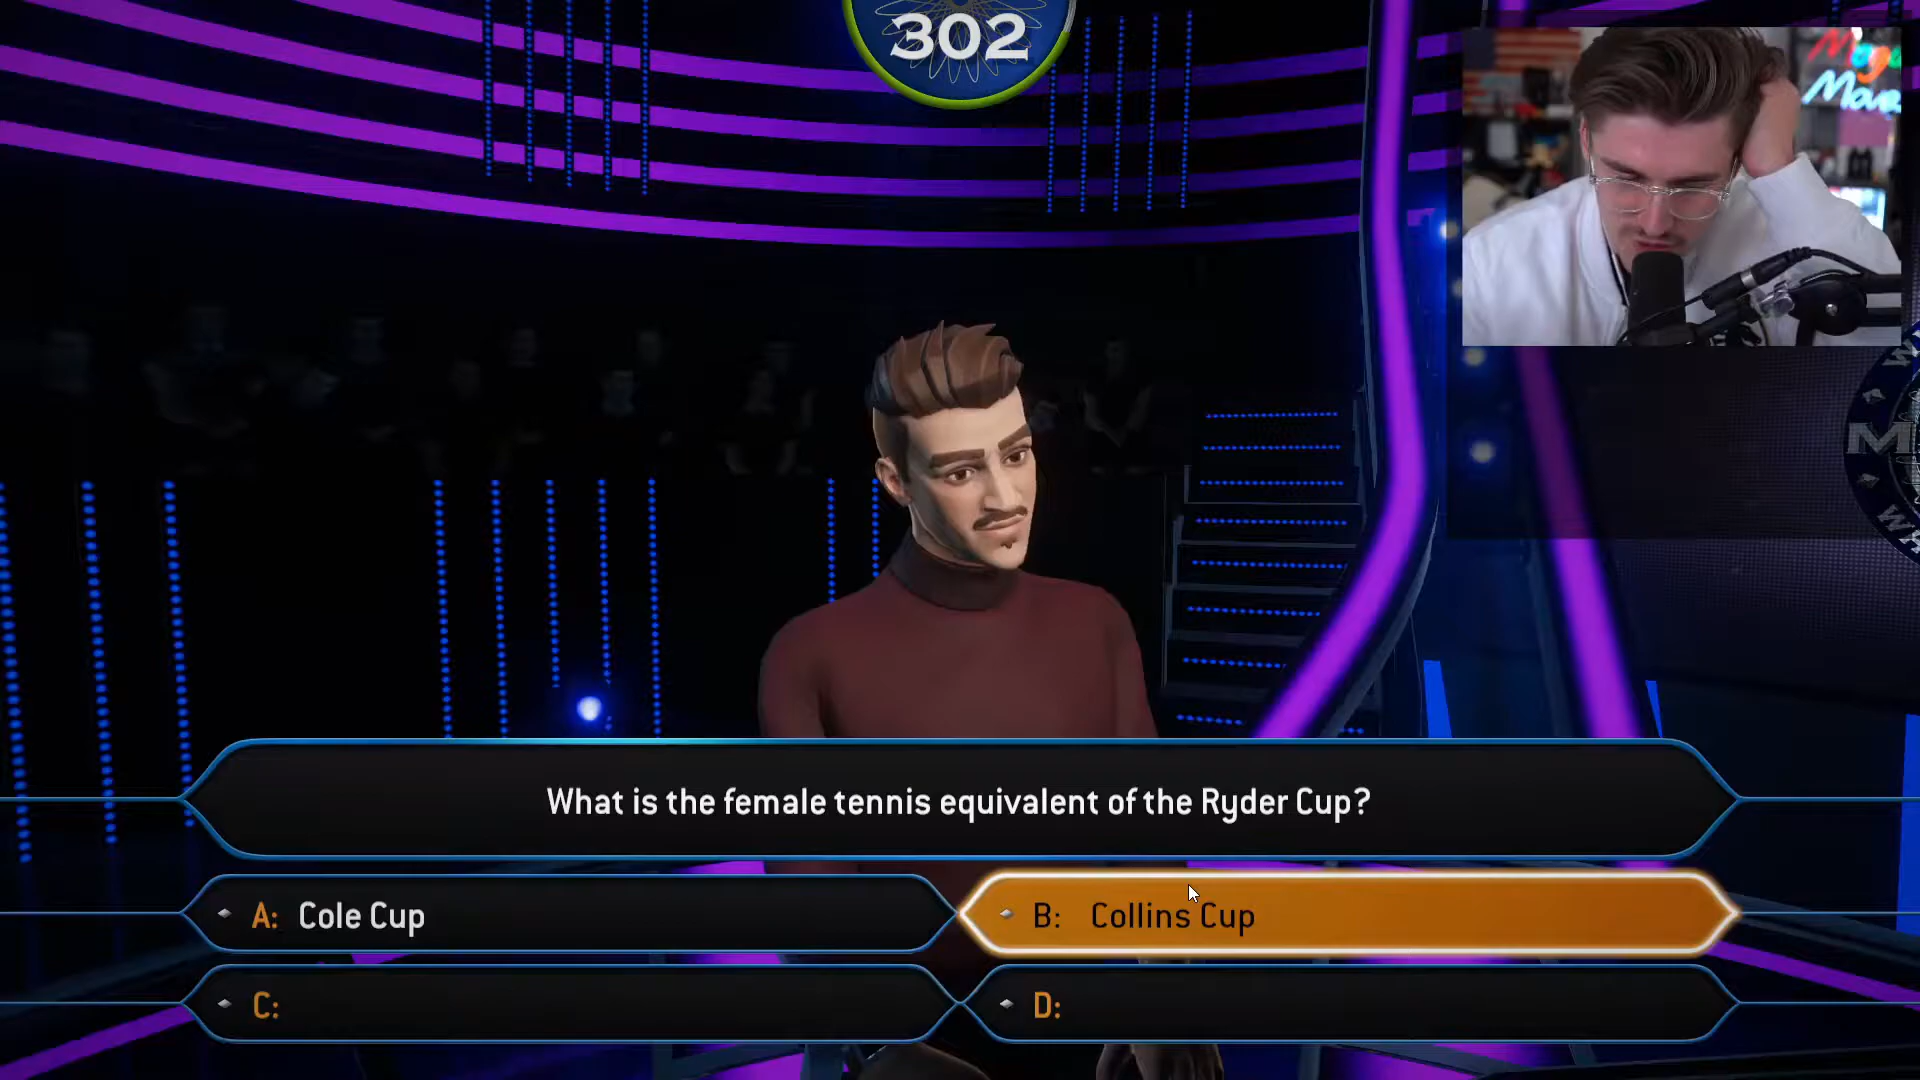 302
What is the female tennis equivalent of the Ryder Cup?
A: Cole Cup
B: Collins Cup
C:
D: